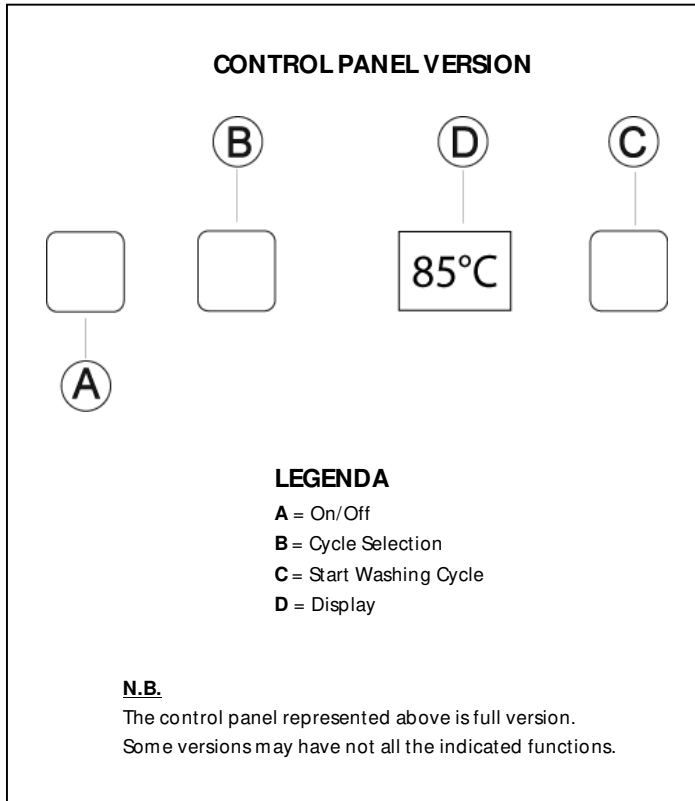 CONTROL PANEL VERSION
B D C
85°C
A
LEGENDA
A = On/Off
B = Cycle Selection
C = Start Washing Cycle
D = Display
N.B.
The control panel represented above is full version.
Some versions may have not all the indicated functions.